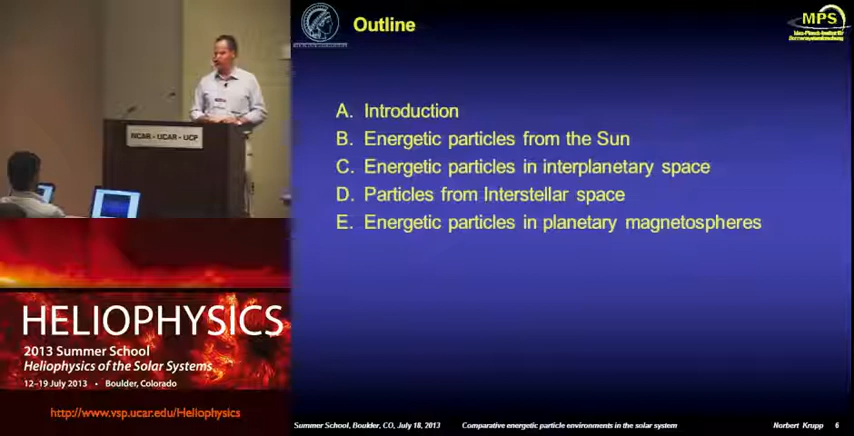 NCAR - UCAR - UCP
HELIOPHYSICS
2013 Summer School
Heliophysics of the Solar Systems
12–19 July 2013 • Boulder, Colorado
http://www.vsp.ucar.edu/Heliophysics
Outline
MPS
A. Introduction
B. Energetic particles from the Sun
C. Energetic particles in interplanetary space
D. Particles from Interstellar space
E. Energetic particles in planetary magnetospheres
Summer School, Boulder, CO, July 18, 2013 Comparative energetic particle environments in the solar system Norbert Krupp 6